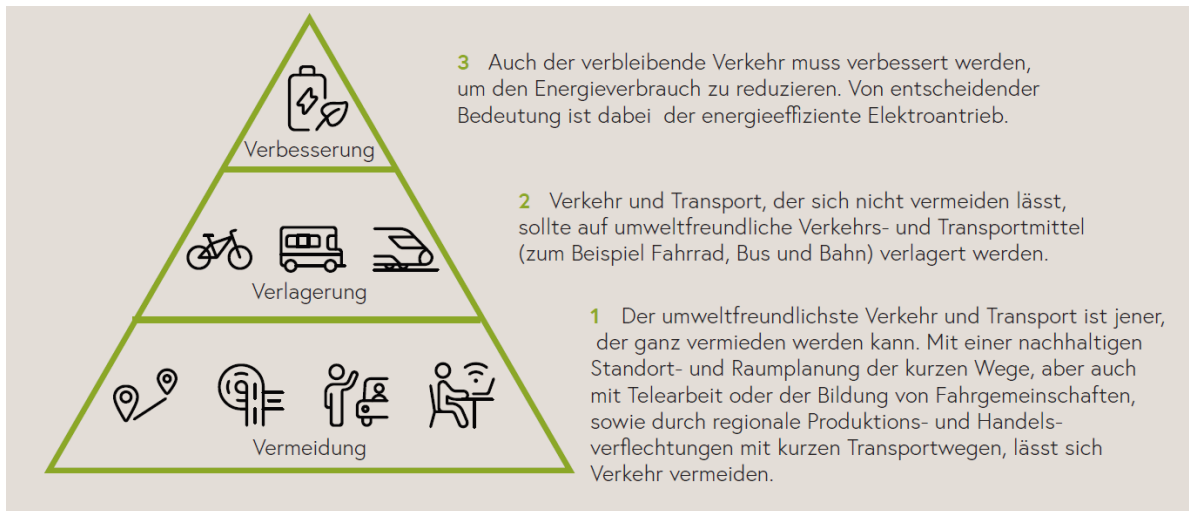 3 Auch der verbleibende Verkehr muss verbessert werden,
um den Energieverbrauch zu reduzieren. Von entscheidender
Bedeutung ist dabei der energieeffiziente Elektroantrieb.
Verbesserung
2 Verkehr und Transport, der sich nicht vermeiden lässt,
sollte auf umweltfreundliche Verkehrs- und Transportmittel
(zum Beispiel Fahrrad, Bus und Bahn) verlagert werden.
Verlagerung
1 Der umweltfreundlichste Verkehr und Transport ist jener,
der ganz vermieden werden kann. Mit einer nachhaltigen
Standort- und Raumplanung der kurzen Wege, aber auch
mit Telearbeit oder der Bildung von Fahrgemeinschaften,
sowie durch regionale Produktions- und Handels-
verflechtungen mit kurzen Transportwegen, lässt sich
Verkehr vermeiden.
Vermeidung